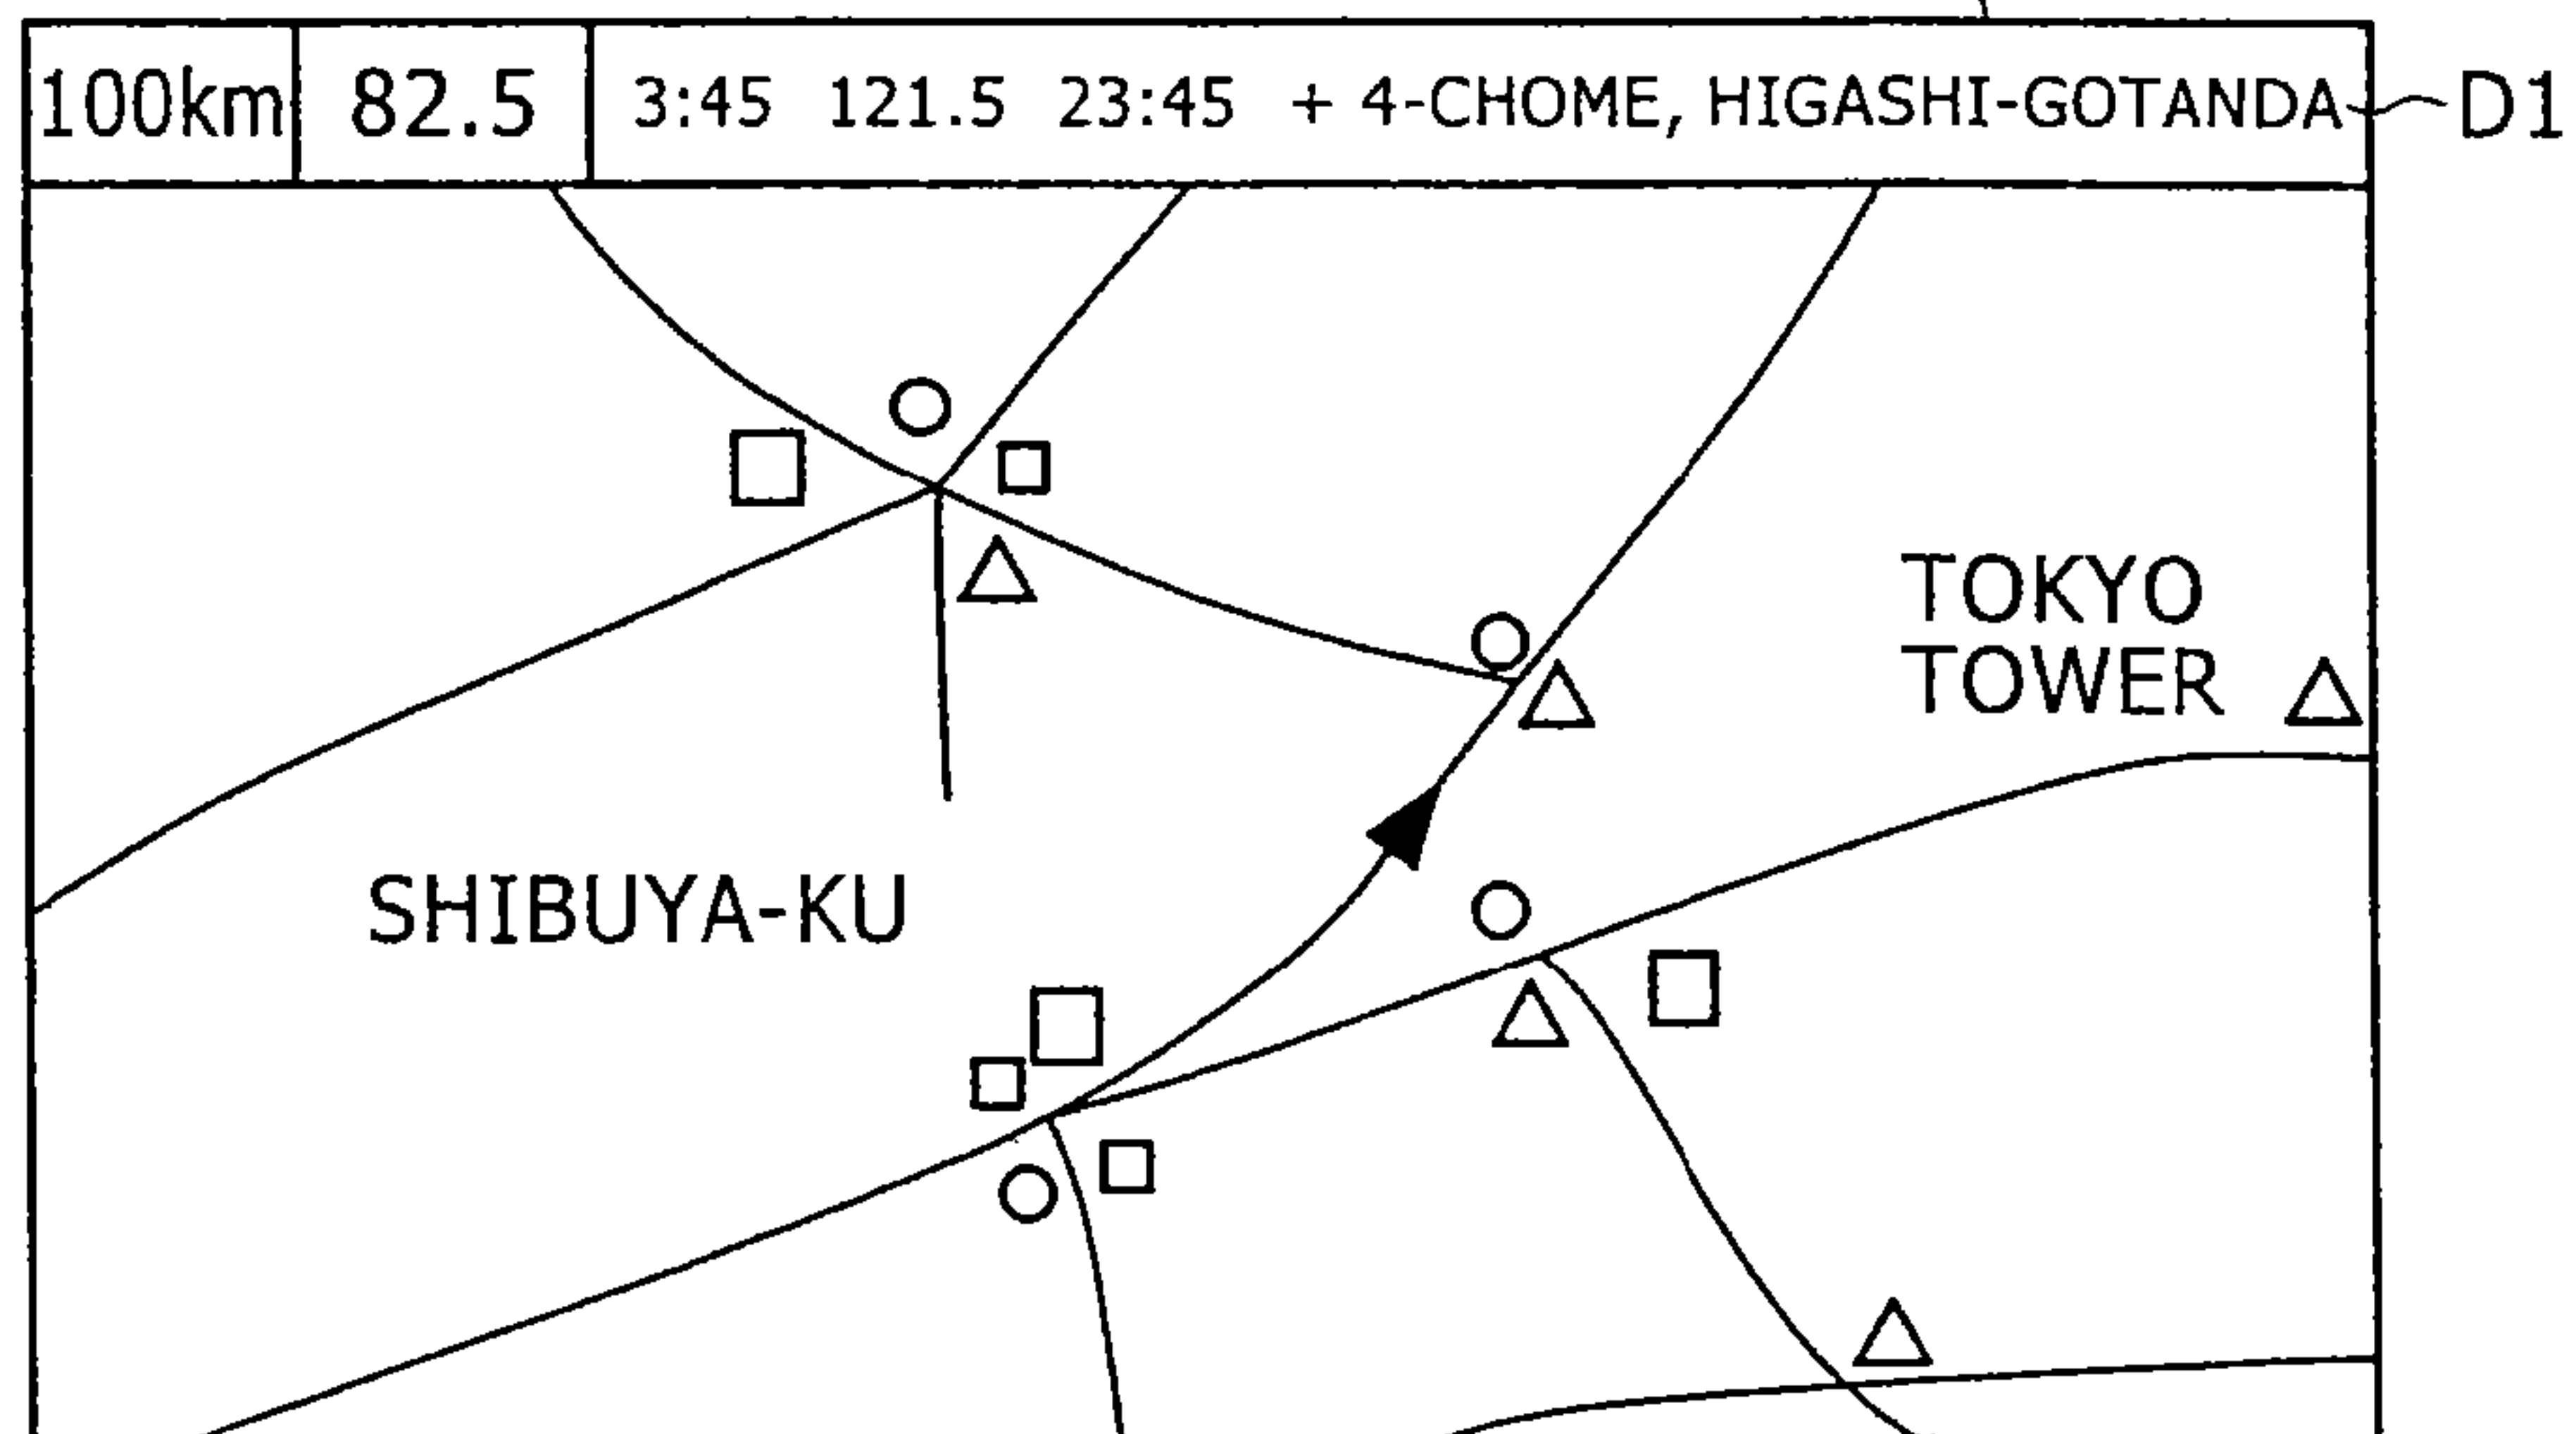 100km 82.5 3:45 121.5 23:45 + 4-CHOME, HIGASHI-GOTANDA D1
TOKYO
TOWER
SHIBUYA-KU